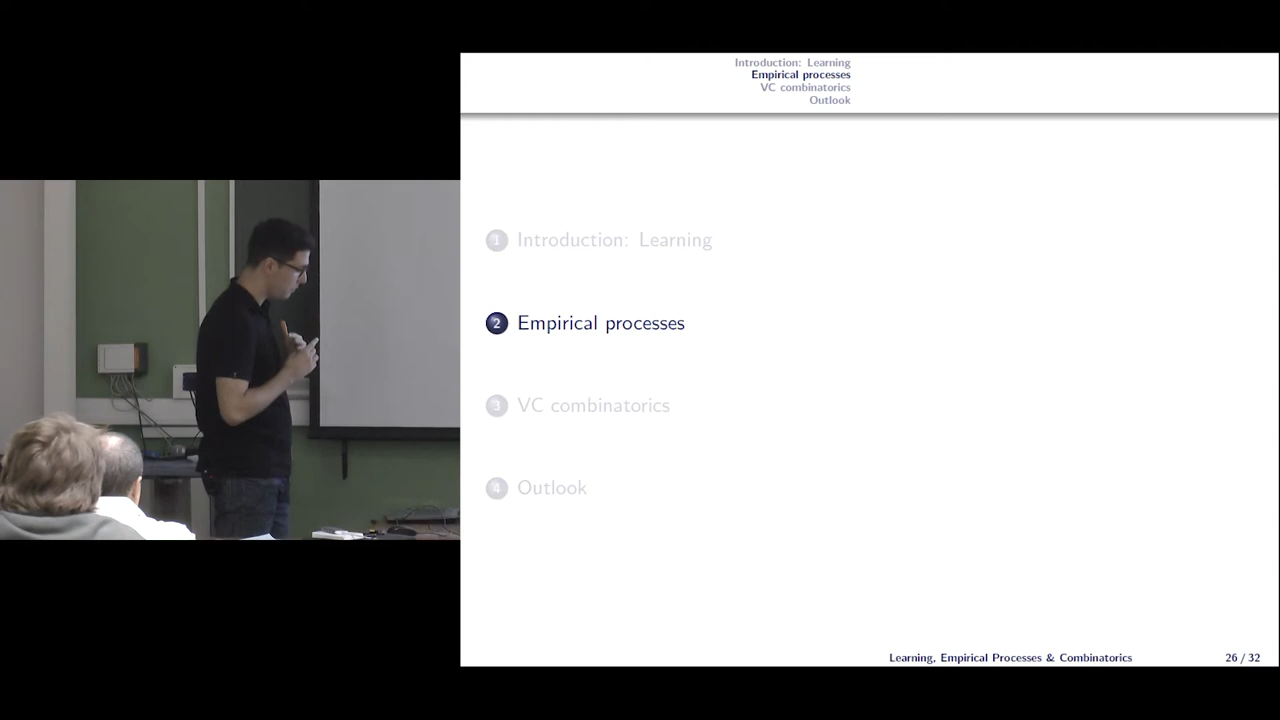 Introduction: Learning
Empirical processes
VC combinatorics
Outlook
1 Introduction: Learning
2 Empirical processes
3 VC combinatorics
4 Outlook
Learning, Empirical Processes & Combinatorics 26 / 32